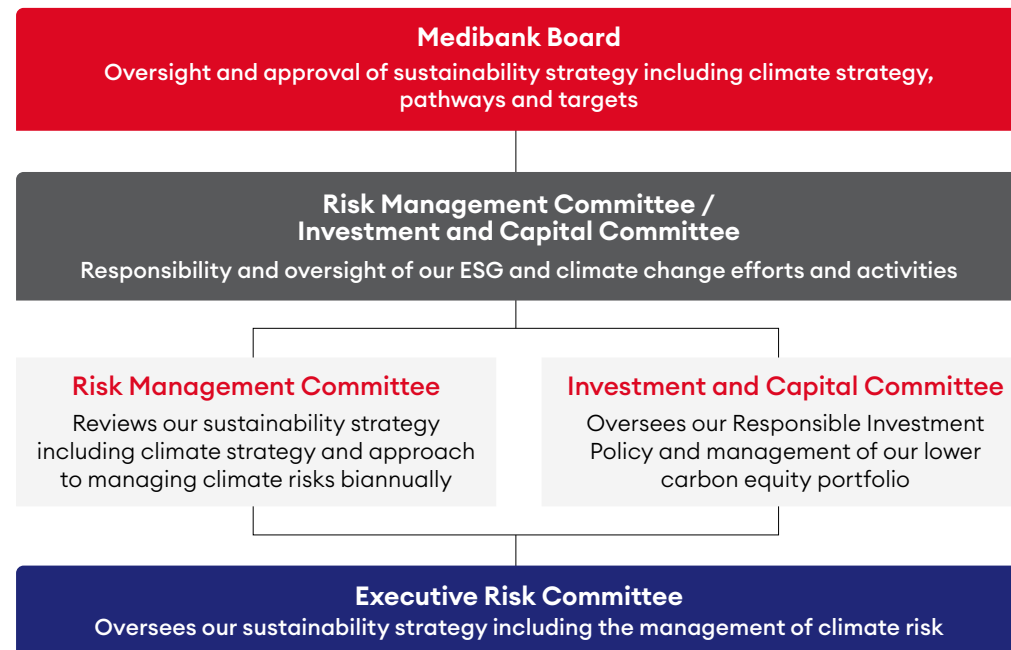 Medibank Board
Oversight and approval of sustainability strategy including climate strategy,
pathways and targets
Risk Management Committee /
Investment and Capital Committee
Responsibility and oversight of our ESG and climate change efforts and activities
Risk Management Committee
Reviews our sustainability strategy
including climate strategy and approach
to managing climate risks biannually
Investment and Capital Committee
Oversees our Responsible Investment
Policy and management of our lower
carbon equity portfolio
Executive Risk Committee
Oversees our sustainability strategy including the management of climate risk